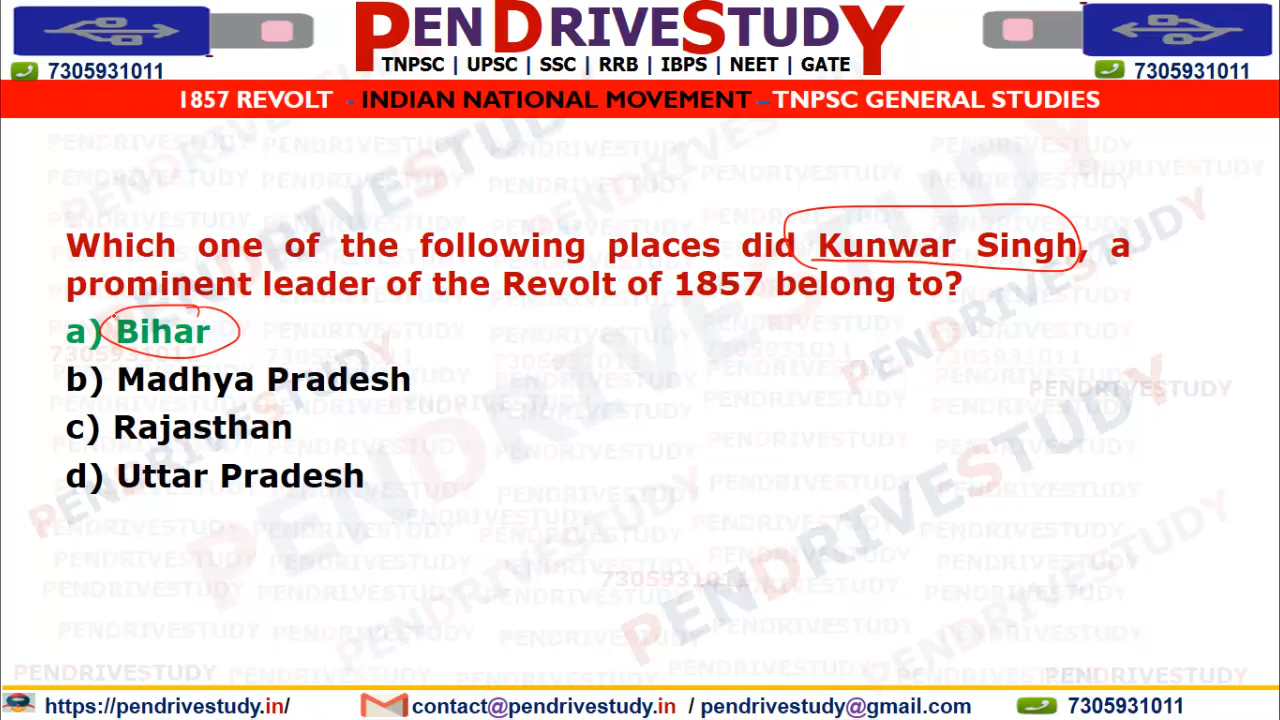 PENDRIVESTUDY
TNPSC | UPSC | SSC | RRB | IBPS | NEET | GATE
7305931011
7305931011
1857 REVOLT - INDIAN NATIONAL MOVEMENT – TNPSC GENERAL STUDIES
Which one of the following places did Kunwar Singh, a
prominent leader of the Revolt of 1857 belong to?
a) Bihar
b) Madhya Pradesh
c) Rajasthan
d) Uttar Pradesh
PENDRIVESTUDY
7305931011
https://pendrivestudy.in/ contact@pendrivestudy.in / pendrivestudy@gmail.com 7305931011